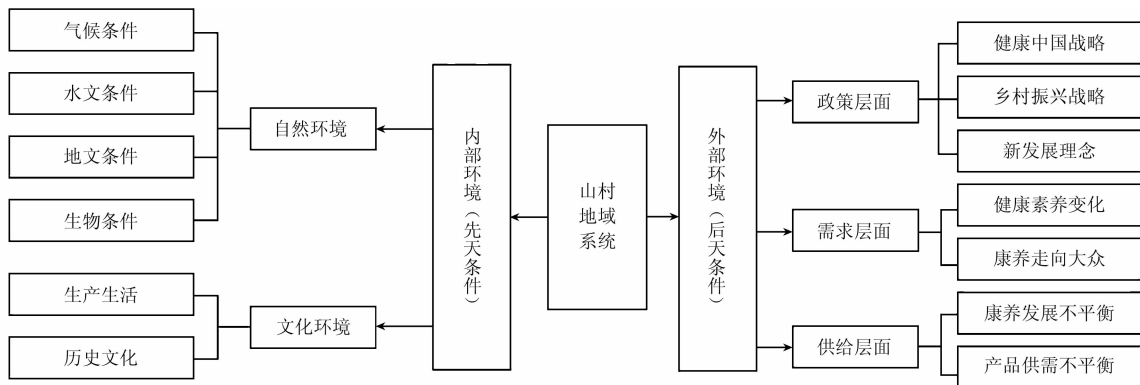 气候条件
水文条件
地文条件
生物条件
生产生活
历史文化
自然环境
文化环境
内部环境（先天条件）
山村
地域
系统
外部环境（后天条件）
政策层面
需求层面
供给层面
健康中国战略
乡村振兴战略
新发展理念
健康素养变化
康养走向大众
康养发展不平衡
产品供需不平衡